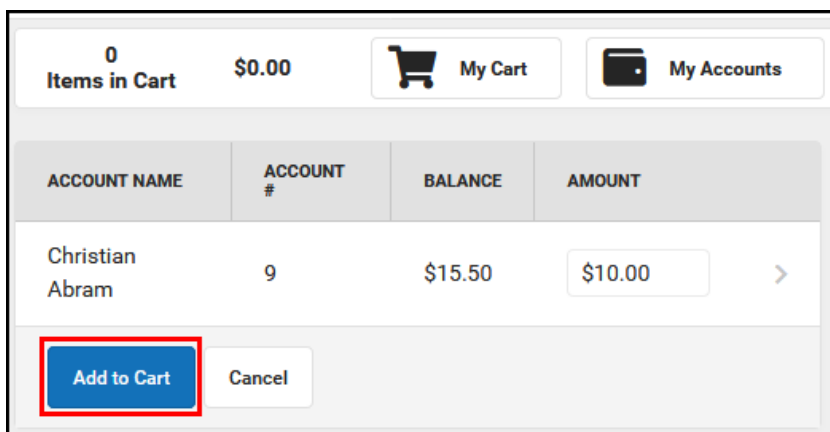 0
Items in Cart
$0.00
My Cart
My Accounts
ACCOUNT NAME
ACCOUNT
#
BALANCE
AMOUNT
Christian
Abram
9
$15.50
$10.00
Add to Cart
Cancel